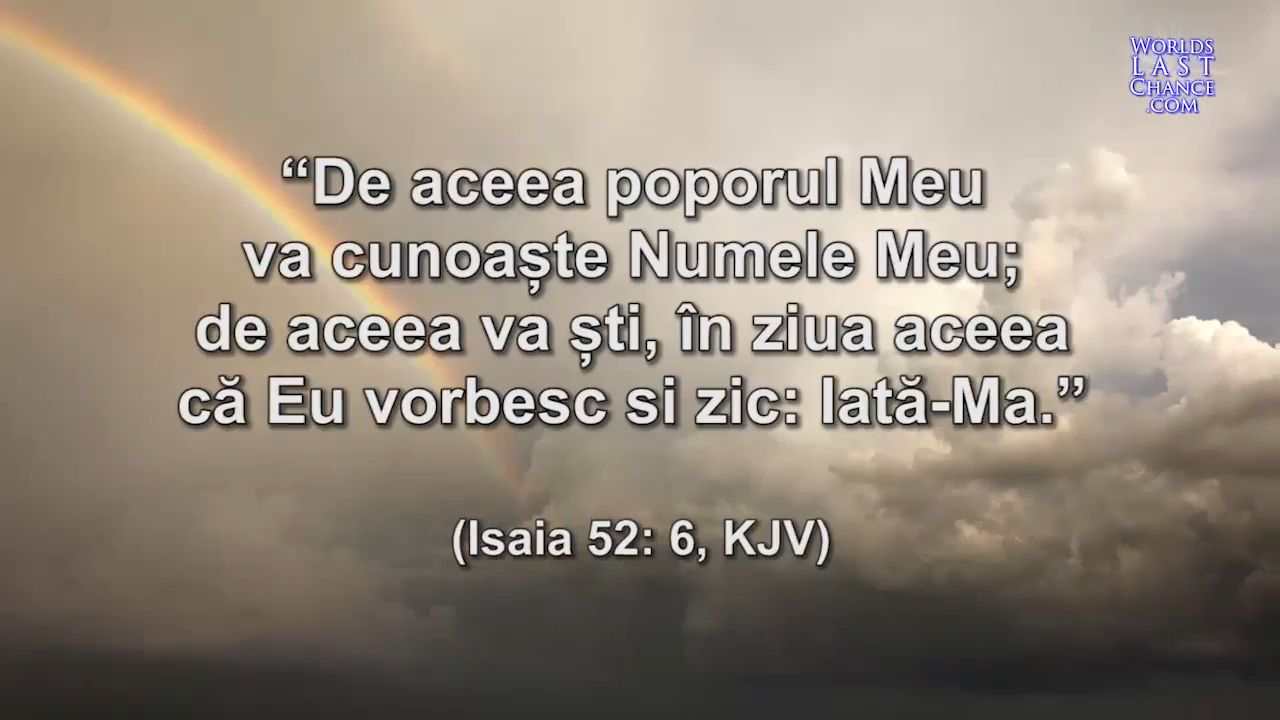 WORLDS
LAST
CHANCE
.COM
“De aceea poporul Meu
va cunoaște Numele Meu;
de aceea va ști, în ziua aceea
că Eu vorbesc si zic: Iată-Ma.”
(Isaia 52: 6, KJV)